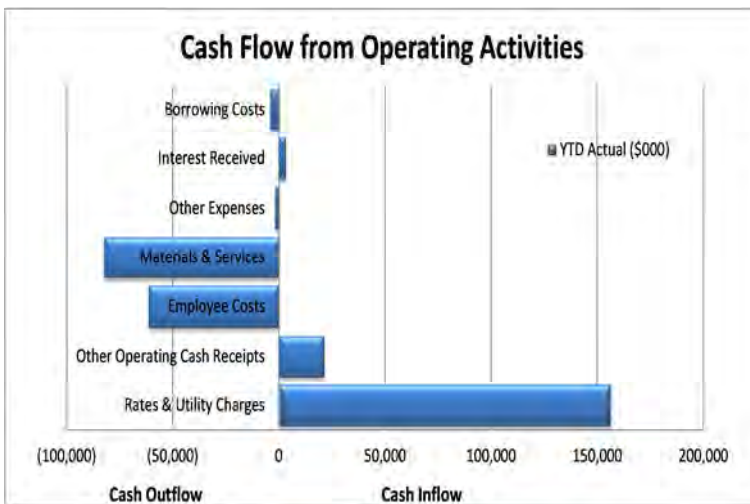 Cash Flow from Operating Activities
Borrowing Costs
Interest Received
YTD Actual ($000)
Other Expenses
Materials & Services
Employee Costs
Other Operating Cash Receipts
Rates & Utility Charges
(100,000) (50,000) 0 50,000 100,000 150,000 200,000
Cash Outflow Cash Inflow